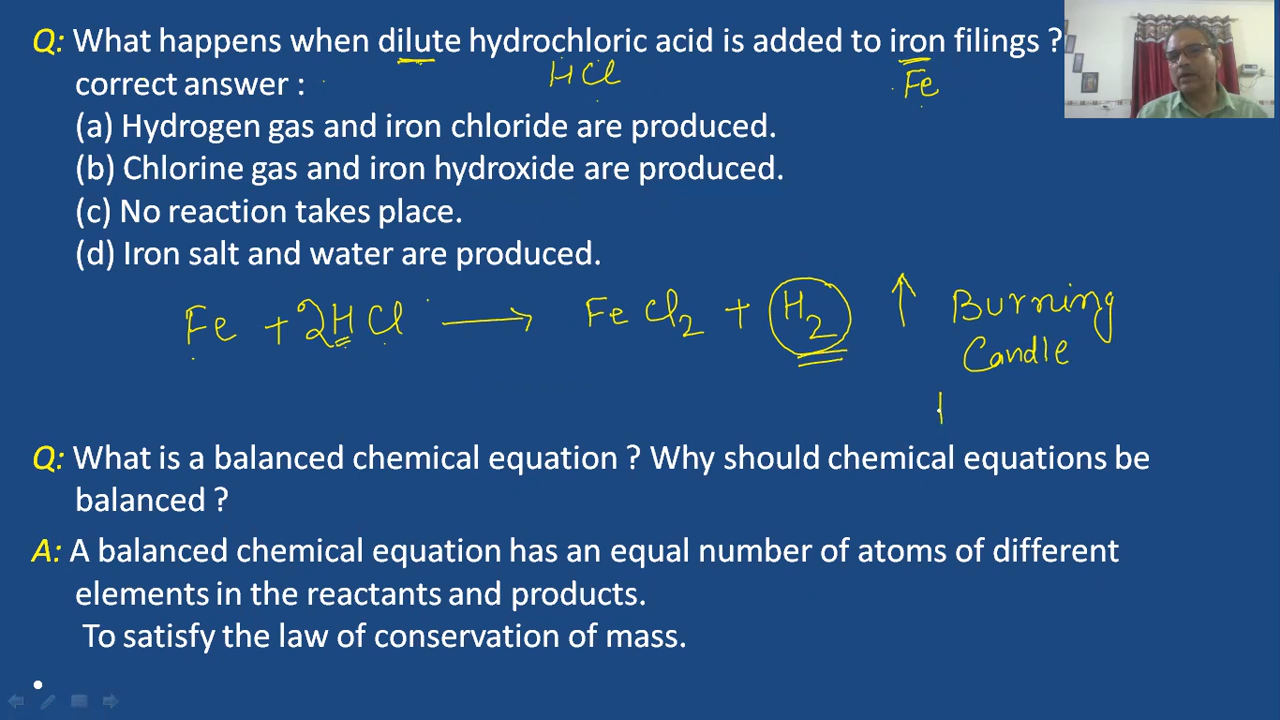 Q: What happens when dilute hydrochloric acid is added to iron filings ?
HCl Fe
correct answer :
(a) Hydrogen gas and iron chloride are produced.
(b) Chlorine gas and iron hydroxide are produced.
(c) No reaction takes place.
(d) Iron salt and water are produced.
Fe + 2HCl → FeCl2 + H2 ↑ Burning
Candle
Q: What is a balanced chemical equation ? Why should chemical equations be
balanced ?
A: A balanced chemical equation has an equal number of atoms of different
elements in the reactants and products.
To satisfy the law of conservation of mass.